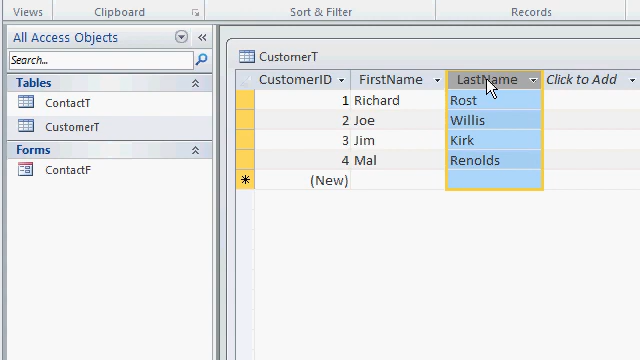 Views
Clipboard
Sort & Filter
Records
All Access Objects
Search...
Tables
ContactT
CustomerT
Forms
ContactF
CustomerT
CustomerID FirstName LastName Click to Add
1 Richard Rost
2 Joe Willis
3 Jim Kirk
4 Mal Renolds
(New)